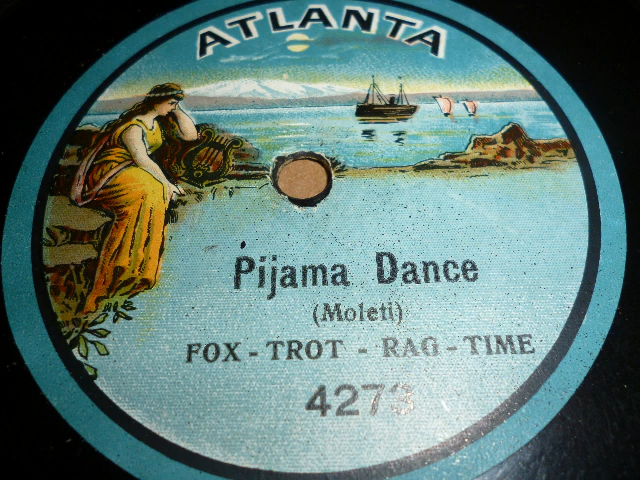 ATLANTA
Pijama Dance
(Moleti)
FOX - TROT - RAG - TIME
4273